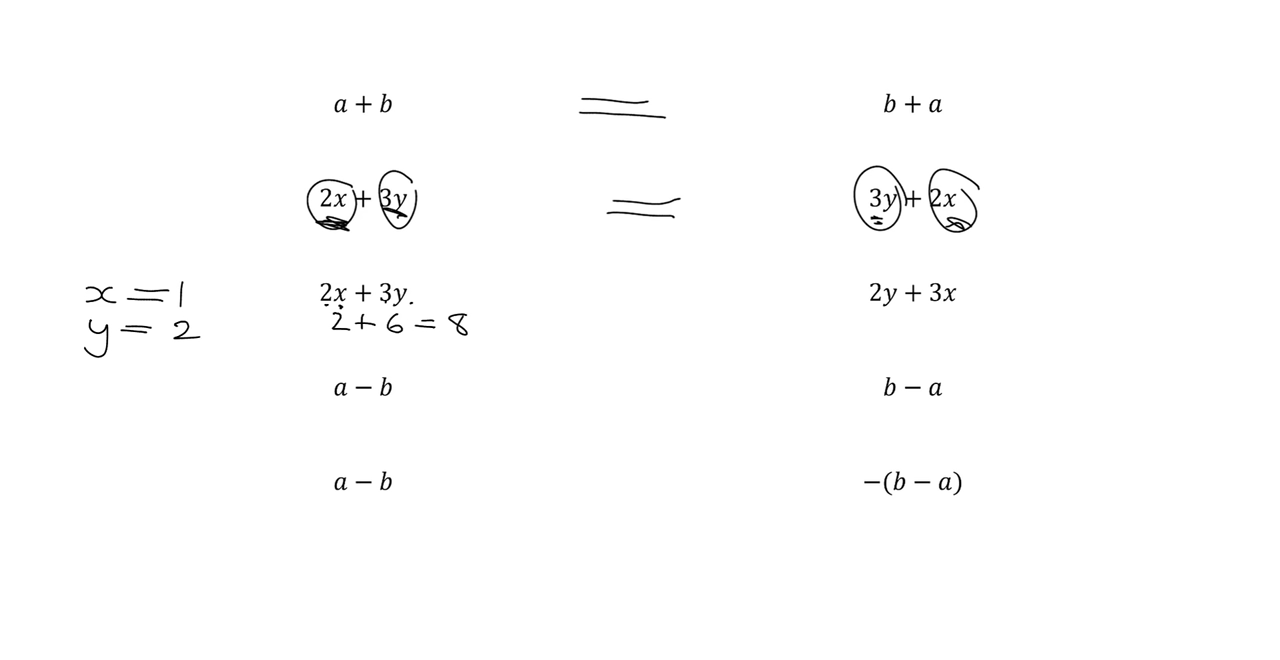 a + b = b + a
2x + 3y = 3y + 2x
x = 1 2x + 3y. 2y + 3x
y = 2 2 + 6 = 8
a − b b − a
a − b −(b − a)